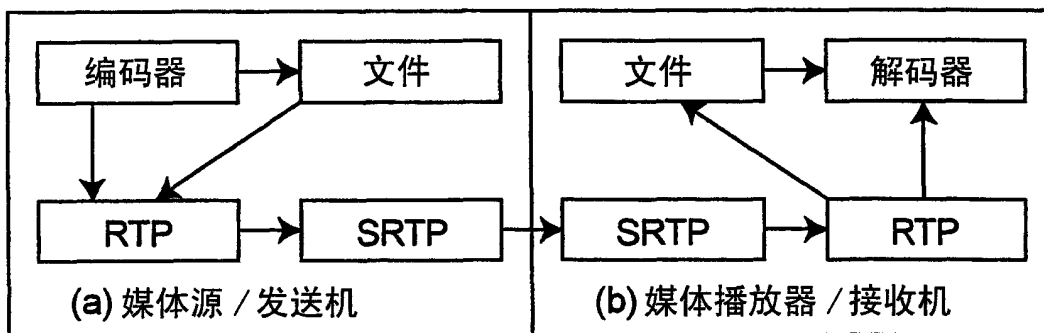 编码器
文件
文件
解码器
RTP
SRTP
SRTP
RTP
(a) 媒体源 / 发送机
(b) 媒体播放器 / 接收机